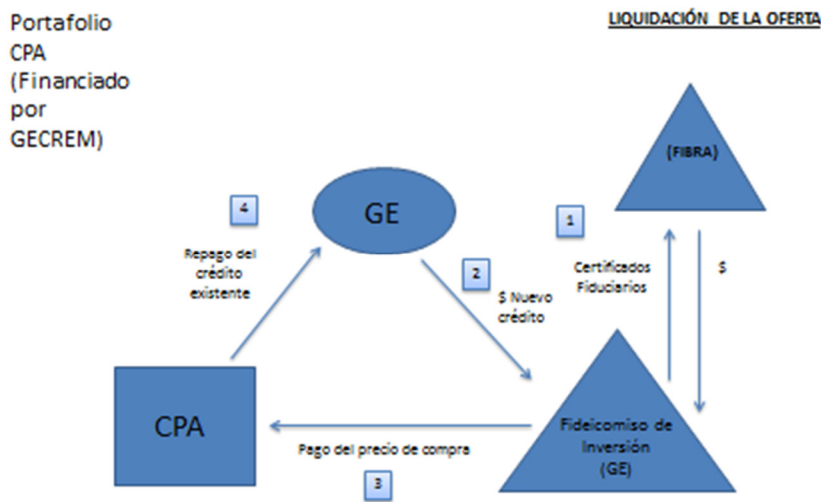 Portafolio
CPA
(Financiado
por
GECREM)
LIQUIDACIÓN DE LA OFERTA
(FIBRA)
GE
4
1
Repago del
crédito
existente
2
$ Nuevo
crédito
Certificados
Fiduciarios
$
CPA
Fideicomiso de
Inversión
(GE)
Pago del precio de compra
3